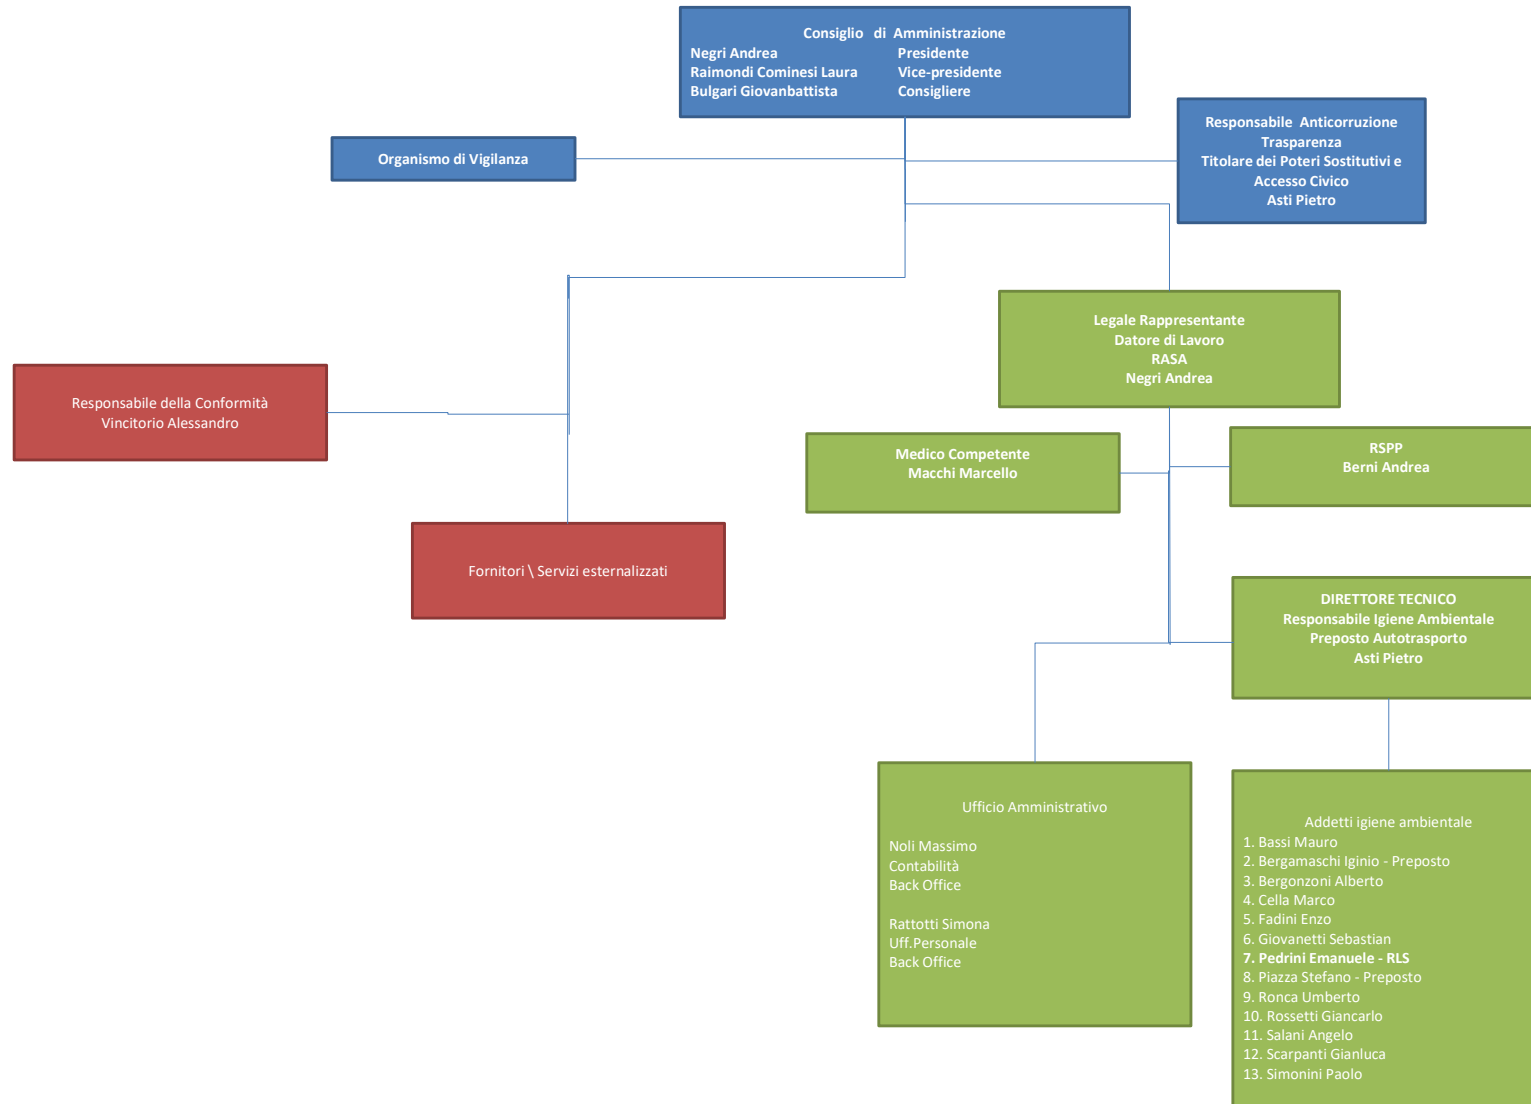 Consiglio di Amministrazione
Negri Andrea Presidente
Raimondi Cominesi Laura Vice-presidente
Bulgari Giovanbattista Consigliere
Organismo di Vigilanza
Responsabile Anticorruzione
Trasparenza
Titolare dei Poteri Sostitutivi e
Accesso Civico
Asti Pietro
Legale Rappresentante
Datore di Lavoro
RASA
Negri Andrea
Responsabile della Conformità
Vincitorio Alessandro
Medico Competente
Macchi Marcello
RSPP
Berni Andrea
Fornitori \ Servizi esternalizzati
DIRETTORE TECNICO
Responsabile Igiene Ambientale
Preposto Autotrasporto
Asti Pietro
Ufficio Amministrativo
Noli Massimo
Contabilità
Back Office
Rattotti Simona
Uff.Personale
Back Office
Addetti igiene ambientale
1. Bassi Mauro
2. Bergamaschi Iginio - Preposto
3. Bergonzoni Alberto
4. Cella Marco
5. Fadini Enzo
6. Giovanetti Sebastian
7. Pedrini Emanuele - RLS
8. Piazza Stefano - Preposto
9. Ronca Umberto
10. Rossetti Giancarlo
11. Salani Angelo
12. Scarpanti Gianluca
13. Simonini Paolo